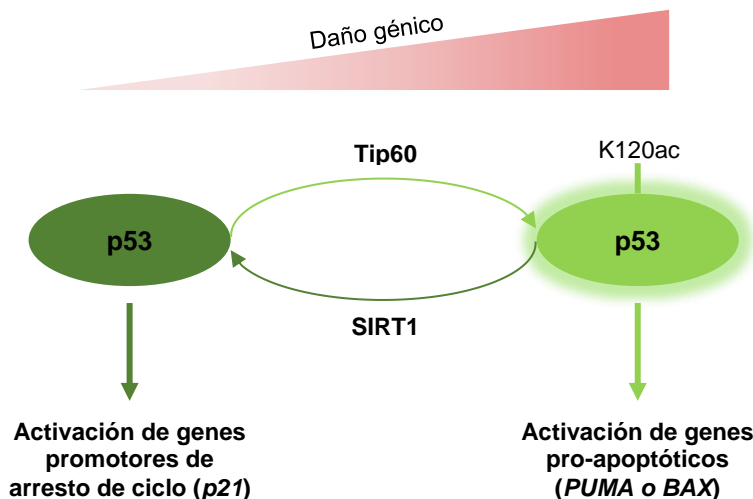 Daño génico
Tip60
K120ac
p53
p53
SIRT1
Activación de genes
promotores de
arresto de ciclo (p21)
Activación de genes
pro-apoptóticos
(PUMA o BAX)